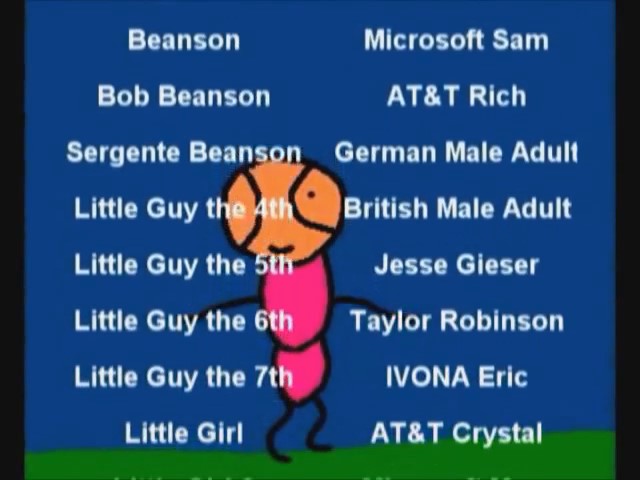 Beanson Microsoft Sam
Bob Beanson AT&T Rich
Sergente Beanson German Male Adult
Little Guy the 4th British Male Adult
Little Guy the 5th Jesse Gieser
Little Guy the 6th Taylor Robinson
Little Guy the 7th IVONA Eric
Little Girl AT&T Crystal